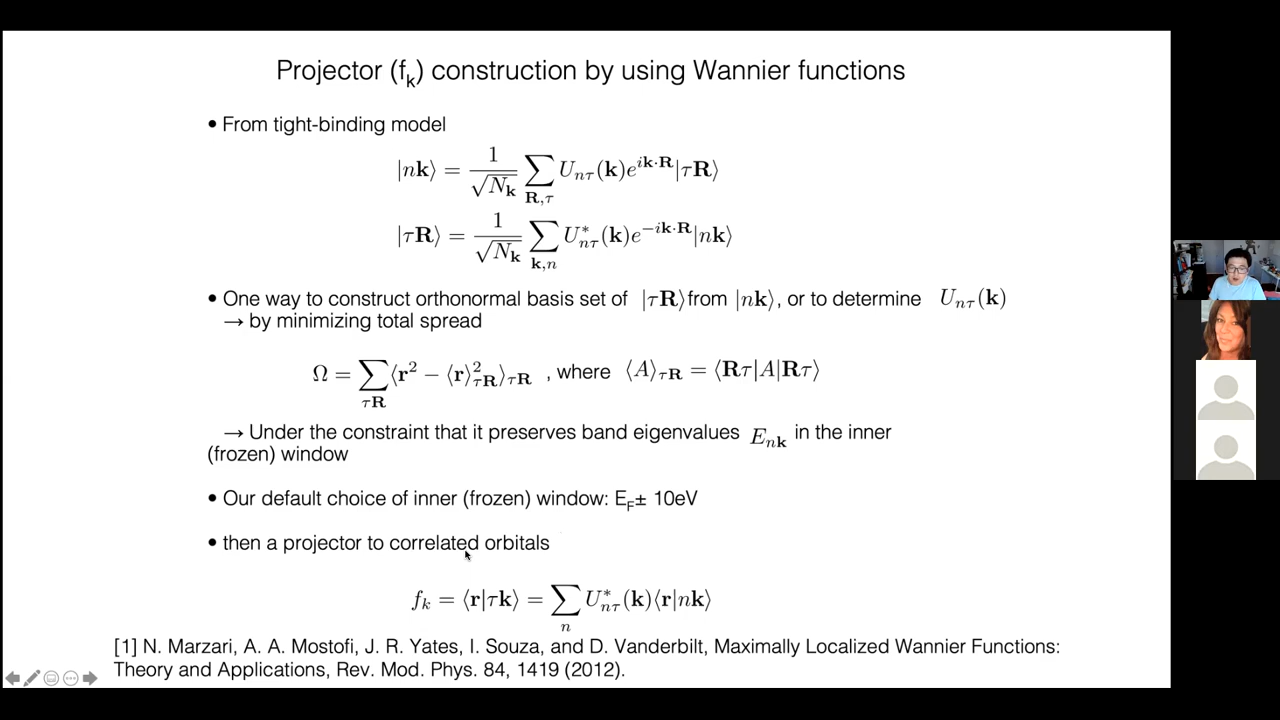 Projector (f_k) construction by using Wannier functions
• From tight-binding model
|n𝐤⟩ = 1/√N_𝐤 ∑_{𝐑,τ} U_{nτ}(𝐤)e^{i𝐤·𝐑}|τ𝐑⟩
|τ𝐑⟩ = 1/√N_𝐤 ∑_{𝐤,n} U*_{nτ}(𝐤)e^{−i𝐤·𝐑}|n𝐤⟩
• One way to construct orthonormal basis set of |τ𝐑⟩ from |n𝐤⟩, or to determine U_{nτ}(𝐤)
→ by minimizing total spread
Ω = ∑_{τ𝐑} ⟨𝐫² − ⟨𝐫⟩²_{τ𝐑}⟩_{τ𝐑} , where ⟨A⟩_{τ𝐑} = ⟨𝐑τ|A|𝐑τ⟩
→ Under the constraint that it preserves band eigenvalues E_{n𝐤} in the inner
(frozen) window
• Our default choice of inner (frozen) window: E_F± 10eV
• then a projector to correlated orbitals
f_k = ⟨𝐫|τ𝐤⟩ = ∑_n U*_{nτ}(𝐤)⟨𝐫|n𝐤⟩
[1] N. Marzari, A. A. Mostofi, J. R. Yates, I. Souza, and D. Vanderbilt, Maximally Localized Wannier Functions:
Theory and Applications, Rev. Mod. Phys. 84, 1419 (2012).